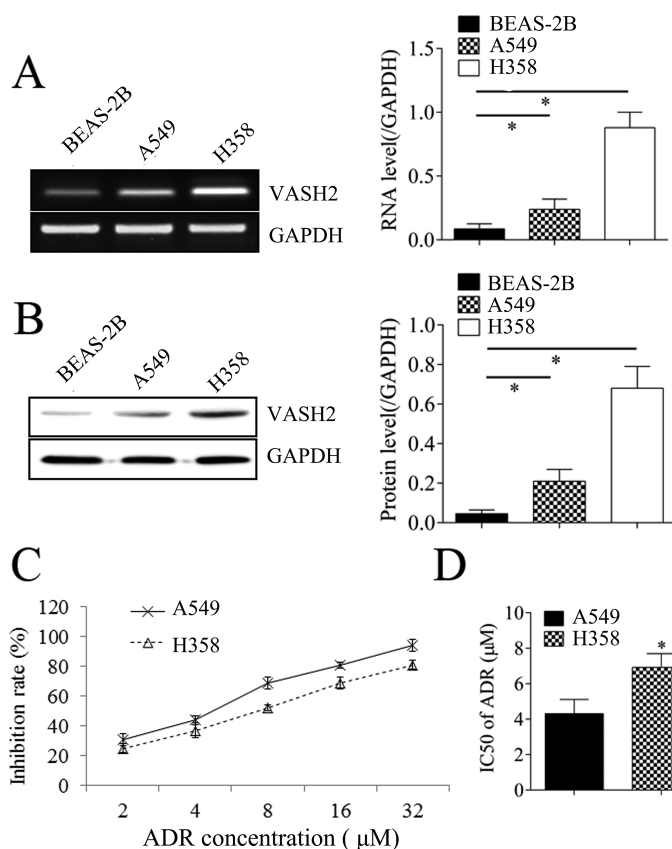 A
BEAS-2B
A549
H358
VASH2
GAPDH
BEAS-2B
A549
H358
RNA level(/GAPDH)
1.5
1.0
0.5
0.0
*
*
B
BEAS-2B
A549
H358
VASH2
GAPDH
BEAS-2B
A549
H358
Protein level(/GAPDH)
1.0
0.8
0.6
0.4
0.2
0.0
*
*
C
A549
H358
Inhibition rate (%)
120
100
80
60
40
20
0
2 4 8 16 32
ADR concentration ( μM)
D
A549
H358
IC50 of ADR (μM)
8
6
4
2
0
*